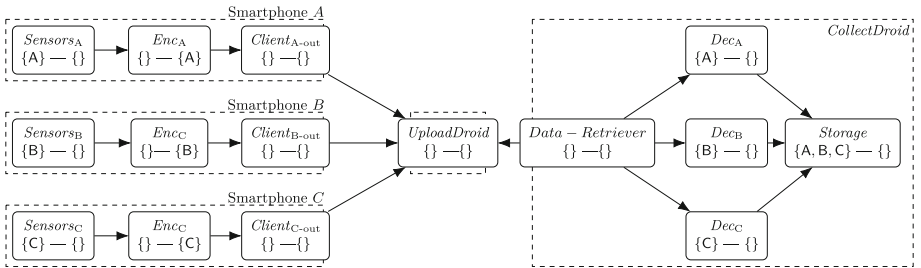 Smartphone A
Sensors_A
{A} — {}
Enc_A
{} — {A}
Client_A-out
{} —{}
Smartphone B
Sensors_B
{B} — {}
Enc_C
{}— {B}
Client_B-out
{} —{}
Smartphone C
Sensors_C
{C} — {}
Enc_C
{} — {C}
Client_C-out
{} —{}
UploadDroid
{} —{}
CollectDroid
Data − Retriever
{} —{}
Dec_A
{A} — {}
Dec_B
{B} — {}
Dec_C
{C} — {}
Storage
{A, B, C} — {}